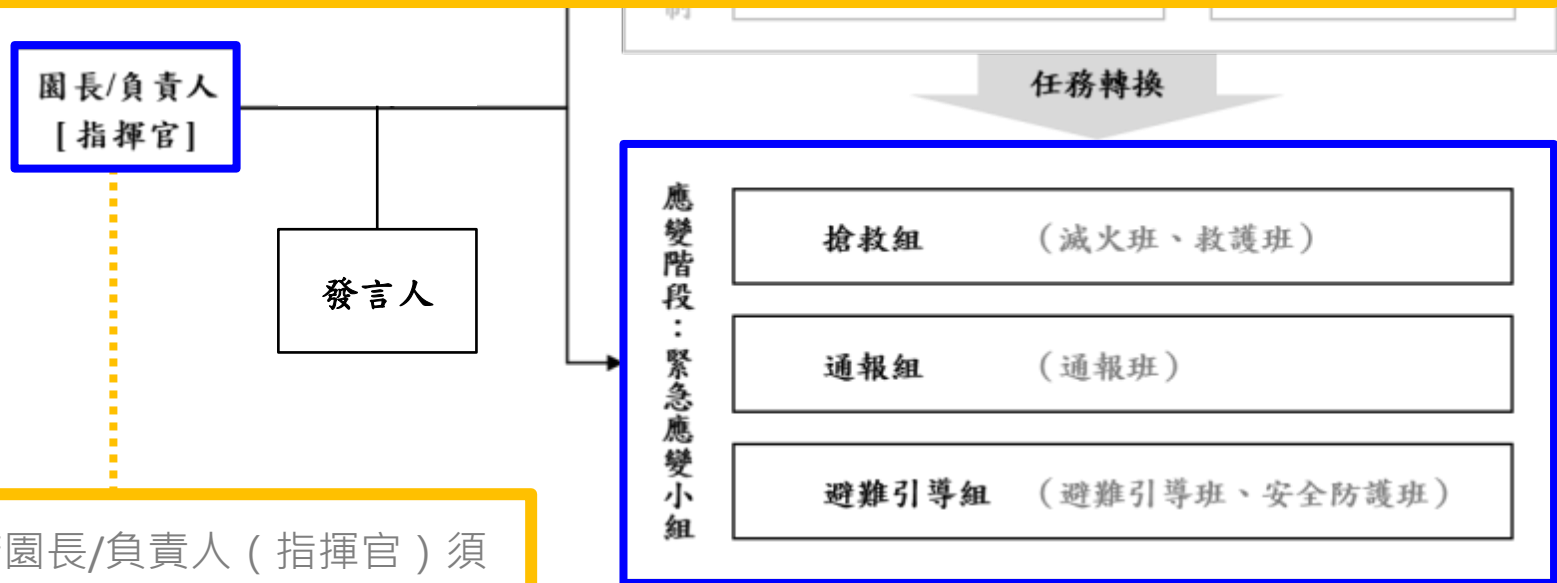 任務轉換
園長/負責人
[指揮官]
發言人
應變階段：緊急應變小組
搶救組 （滅火班、救護班）
通報組 （通報班）
避難引導組 （避難引導班、安全防護班）
園長/負責人（指揮官）須